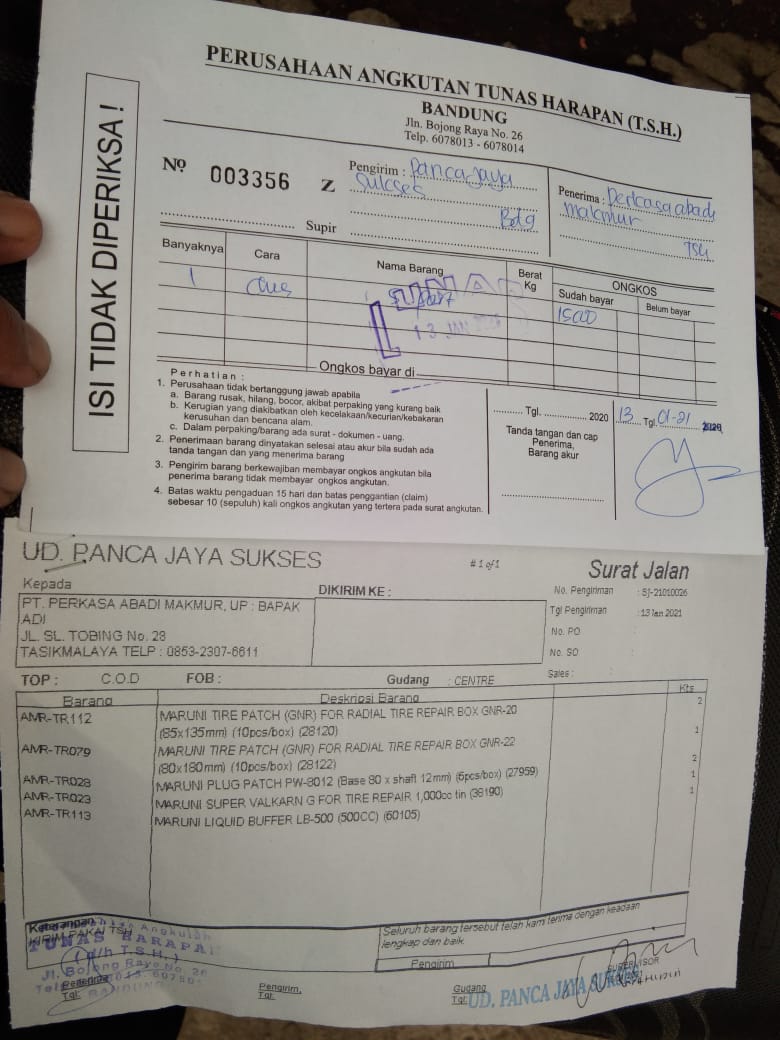 PERUSAHAAN ANGKUTAN TUNAS HARAPAN (T.S.H.)
BANDUNG
Jln. Bojong Raya No. 26
Telp. 6078013 - 6078014
ISI TIDAK DIPERIKSA !
Nº 003356 Z
Pengirim : Panca Jaya
Sukses
Bdg
Penerima : Perkasa abadi
makmur
TSM
Supir
Banyaknya Cara Nama Barang Berat Kg ONGKOS
Sudah bayar Belum bayar
1 S part
13 JAN
Ongkos bayar di
Perhatian :
1. Perusahaan tidak bertanggung jawab apabila
a. Barang rusak, hilang, bocor, akibat perpaking yang kurang baik
b. Kerugian yang diakibatkan oleh kecelakaan/kecurian/kebakaran
kerusuhan dan bencana alam.
c. Dalam perpaking/barang ada surat - dokumen - uang.
2. Penerimaan barang dinyatakan selesai atau akur bila sudah ada
tanda tangan dan yang menerima barang
3. Pengirim barang berkewajiban membayar ongkos angkutan bila
penerima barang tidak membayar ongkos angkutan.
4. Batas waktu pengaduan 15 hari dan batas penggantian (claim)
sebesar 10 (sepuluh) kali ongkos angkutan yang tertera pada surat angkutan.
Tgl. 2020
Tanda tangan dan cap
Penerima,
Barang akur
13 Tgl. 01-21
UD. PANCA JAYA SUKSES
# 1 of 1
Surat Jalan
Kepada
DIKIRIM KE :
PT. PERKASA ABADI MAKMUR, UP : BAPAK
ADI
JL. SL. TOBING No. 28
TASIKMALAYA TELP : 0853-2307-6611
No. Pengiriman : SJ-21010026
Tgl Pengiriman : 13 Jan 2021
No. PO :
No. SO :
TOP : C.O.D FOB : Gudang : CENTRE Sales :
Barang Deskripsi Barang Kts
AMR-TR112 MARUNI TIRE PATCH (GNR) FOR RADIAL TIRE REPAIR BOX GNR-20 2
(85x135mm) (10pcs/box) (28120)
AMR-TR079 MARUNI TIRE PATCH (GNR) FOR RADIAL TIRE REPAIR BOX GNR-22 1
(80x180mm) (10pcs/box) (28122)
AMR-TR028 MARUNI PLUG PATCH PW-8012 (Base 80 x shaft 12mm) (5pcs/box) (27959) 2
AMR-TR023 MARUNI SUPER VALKARN G FOR TIRE REPAIR 1,000cc tin (38190) 1
AMR-TR113 MARUNI LIQUID BUFFER LB-500 (500CC) (60105) 1
Keterangan
KIRIM PAKAI TSH
TUNAS HARAPAN
(d/h T.S.H.)
Jl. Bojong Raya No. 26
BANDUNG
Seluruh barang tersebut telah kami terima dengan keadaan
lengkap dan baik.
Pengirim
Penerima
Tgl:
Pengirim,
Tgl:
Gudang
Tgl:
SUPERVISOR
UD. PANCA JAYA SUKSES